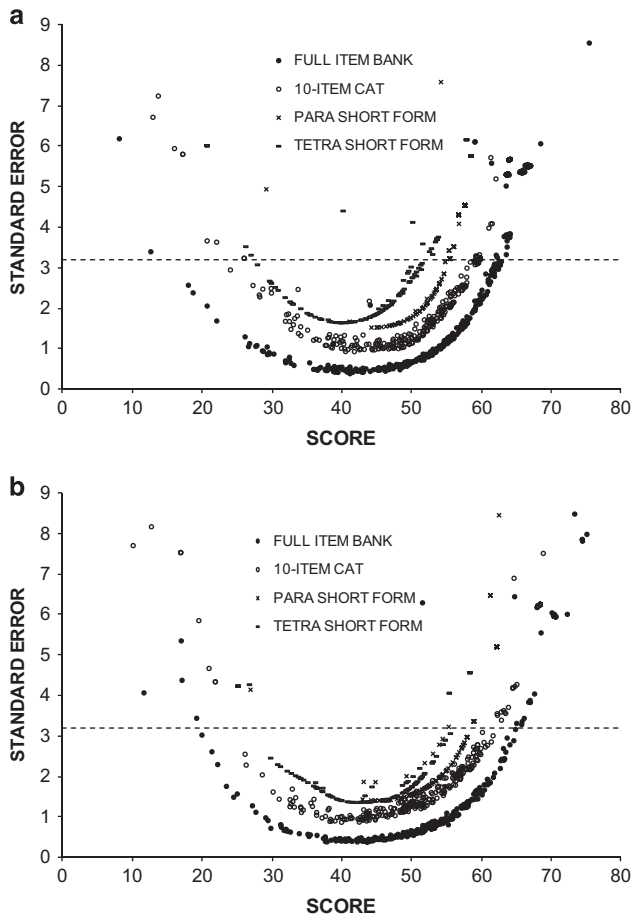 a
9
8
7
6
5
4
3
2
1
0
STANDARD ERROR
FULL ITEM BANK
10-ITEM CAT
PARA SHORT FORM
TETRA SHORT FORM
0 10 20 30 40 50 60 70 80
SCORE
b
9
8
7
6
5
4
3
2
1
0
STANDARD ERROR
FULL ITEM BANK
10-ITEM CAT
PARA SHORT FORM
TETRA SHORT FORM
0 10 20 30 40 50 60 70 80
SCORE